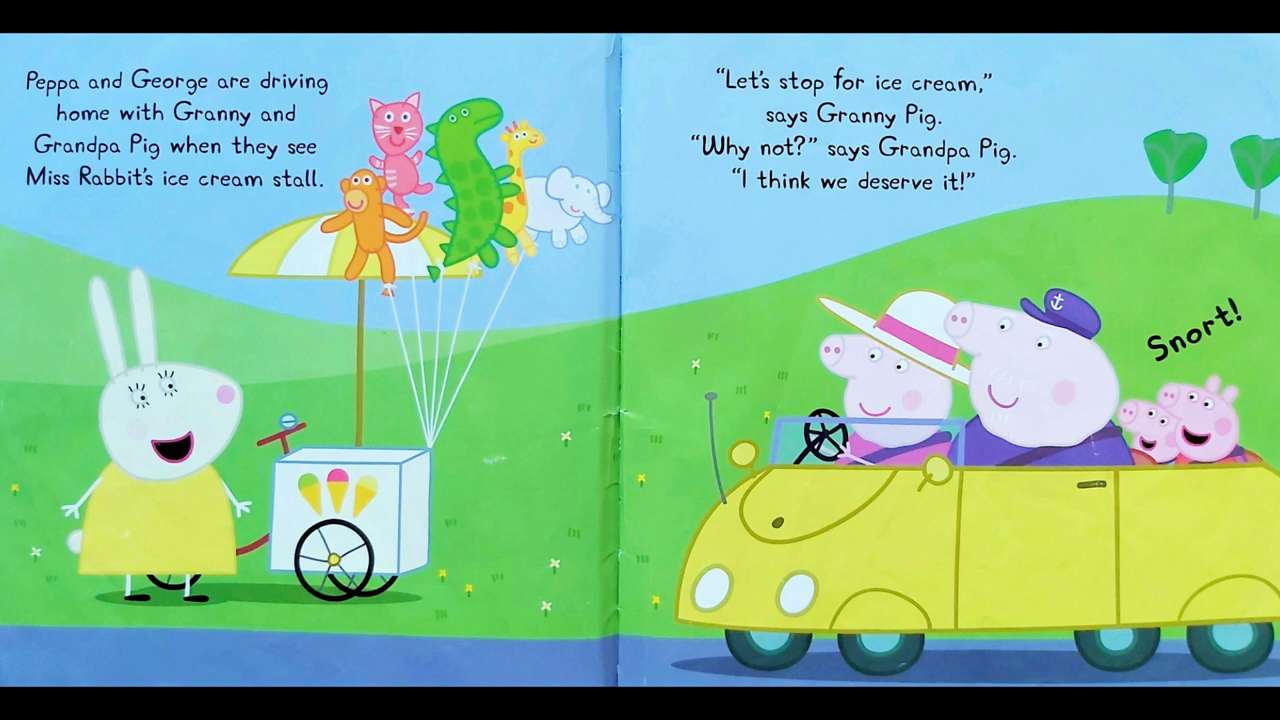 Peppa and George are driving
home with Granny and
Grandpa Pig when they see
Miss Rabbit's ice cream stall.
“Let's stop for ice cream,”
says Granny Pig.
“Why not?” says Grandpa Pig.
“I think we deserve it!”
Snort!